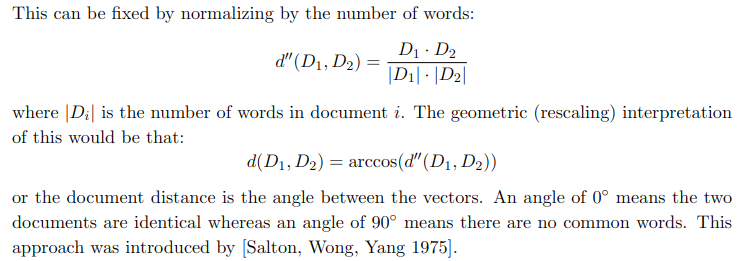 This can be fixed by normalizing by the number of words:
d″(D₁, D₂) = D₁ · D₂ / |D₁| · |D₂|
where |Dᵢ| is the number of words in document i. The geometric (rescaling) interpretation
of this would be that:
d(D₁, D₂) = arccos(d″(D₁, D₂))
or the document distance is the angle between the vectors. An angle of 0° means the two
documents are identical whereas an angle of 90° means there are no common words. This
approach was introduced by [Salton, Wong, Yang 1975].